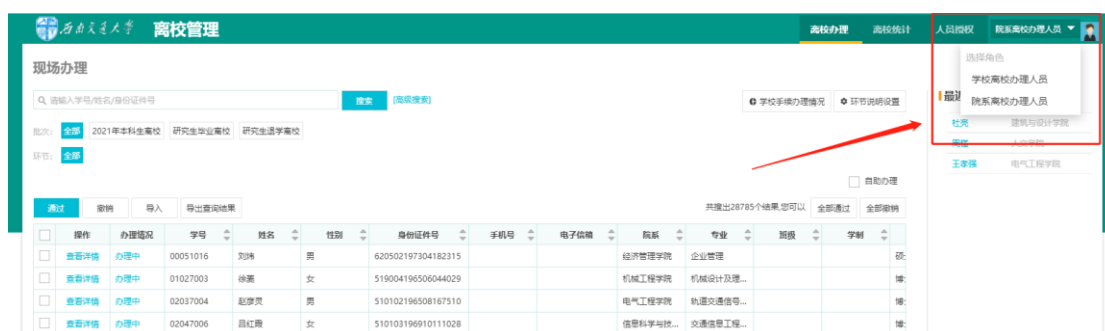 西南交通大学 离校管理 离校办理 离校统计 人员授权 院系离校办理人员
选择角色
学校离校办理人员
院系离校办理人员
现场办理
请输入学号/姓名/身份证件号 搜索 [高级搜索] 学校手续办理情况 环节说明设置
批次: 全部 2021年本科生离校 研究生毕业离校 研究生退学离校
环节: 全部
最近
杜亮 建筑与设计学院
人文学院
王孝强 电气工程学院
自助办理
通过 撤销 导入 导出查询结果 共搜出28785个结果,您可以 全部通过 全部撤销
操作 办理情况 学号 姓名 性别 身份证件号 手机号 电子信箱 院系 专业 班级 学制
查看详情 办理中 00051016 刘炜 男 620502197304182315 经济管理学院 企业管理 硕
查看详情 办理中 01027003 女 519004196506044029 机械工程学院 机械设计及理... 博
查看详情 办理中 02037004 赵彦灵 男 510102196508167510 电气工程学院 轨道交通信号... 博
查看详情 办理中 02047006 吕红霞 女 510103196910111028 信息科学与技... 交通信息工程... 博